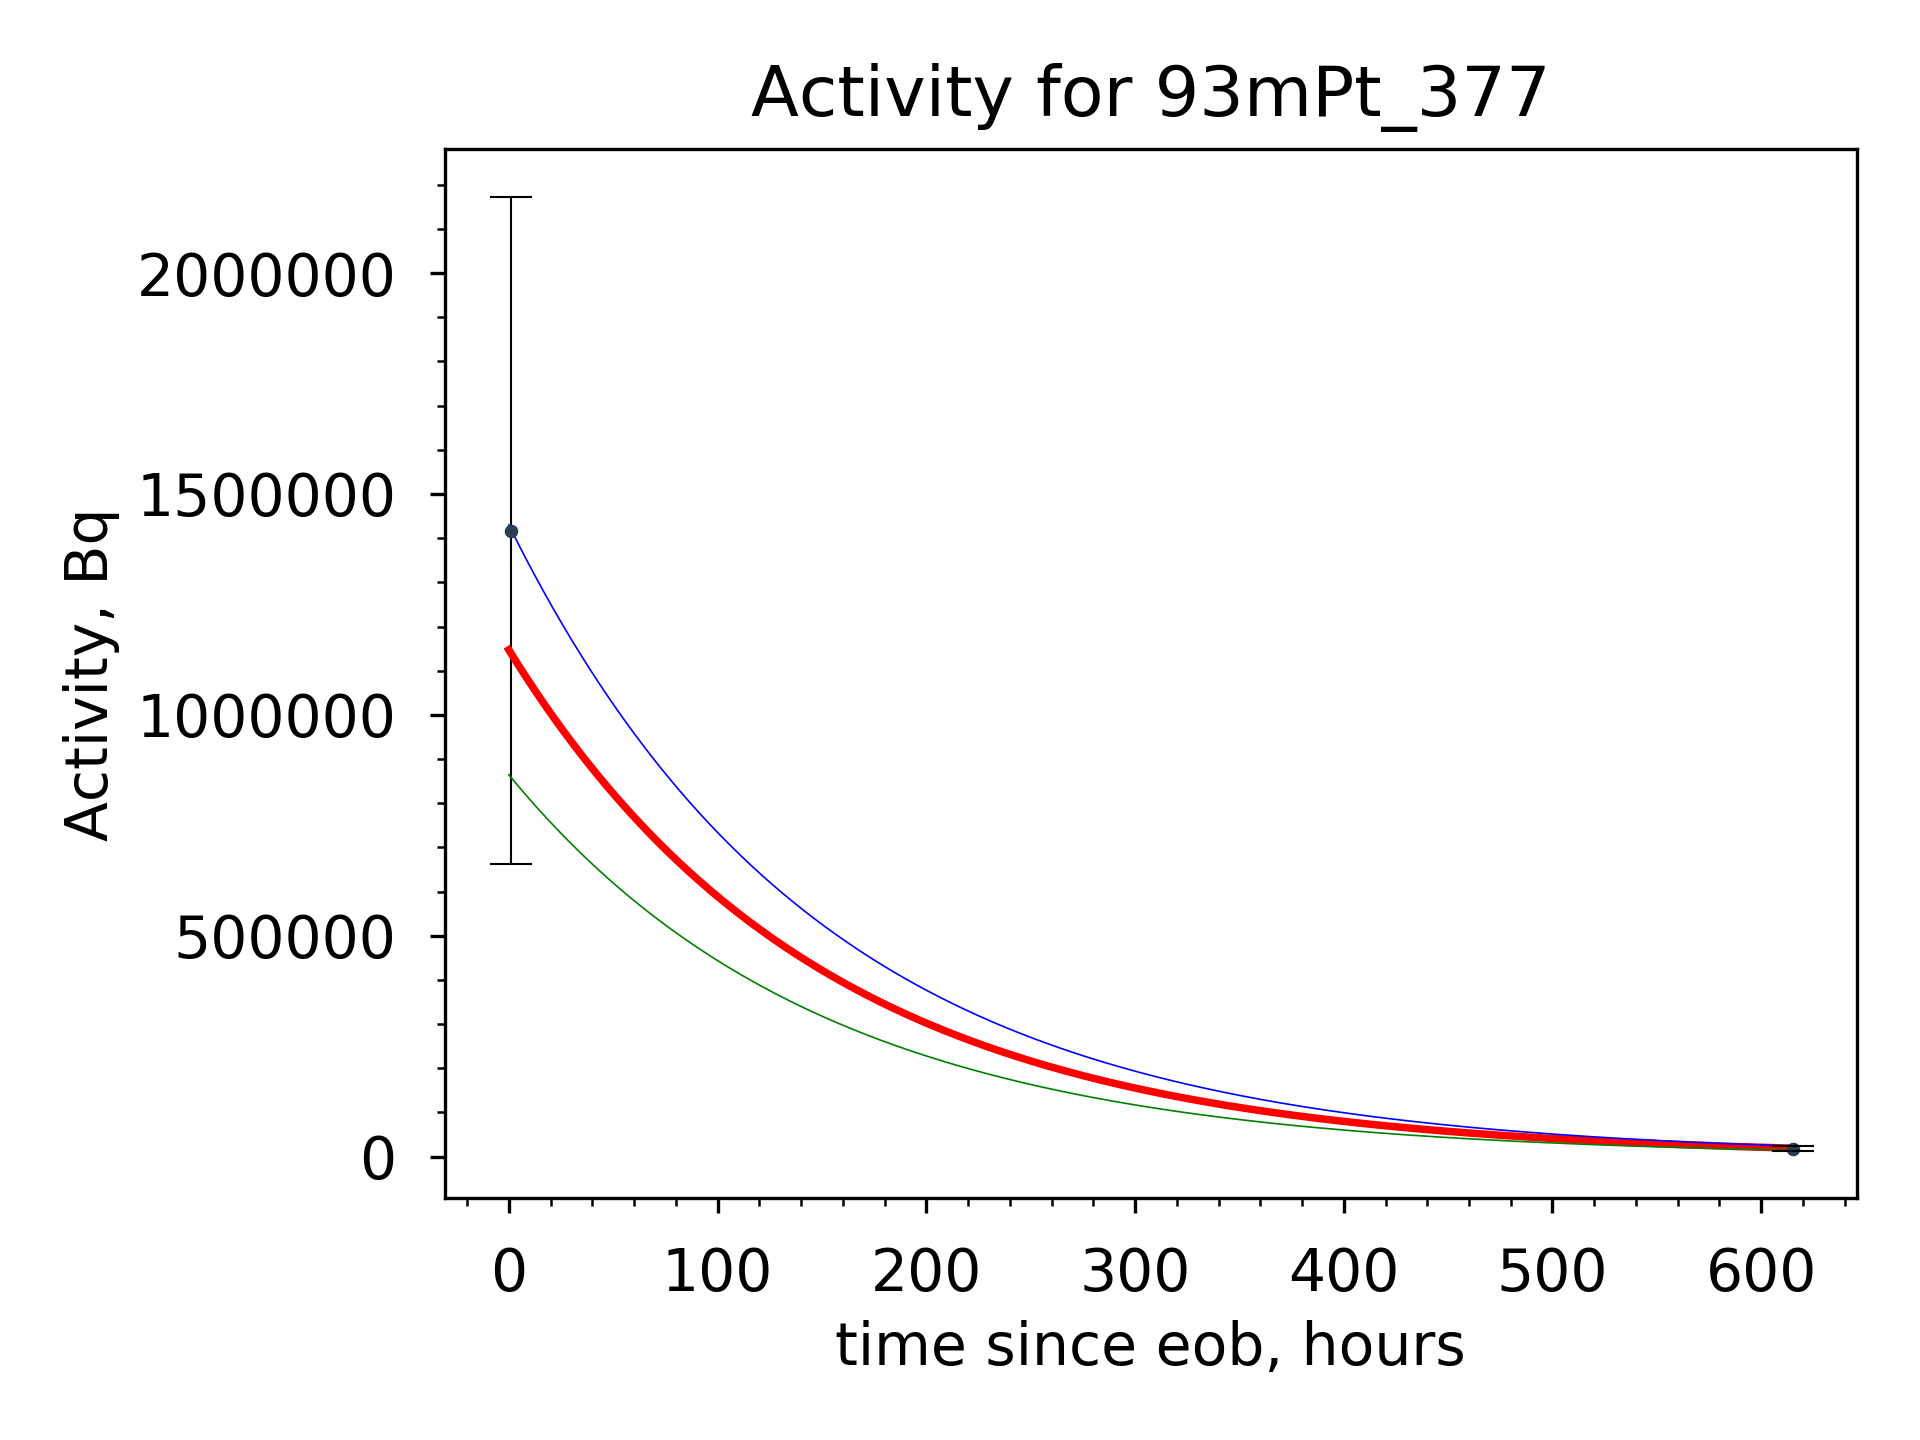 Activity for 93mPt_377
Activity, Bq
2000000
1500000
1000000
500000
0
0 100 200 300 400 500 600
time since eob, hours